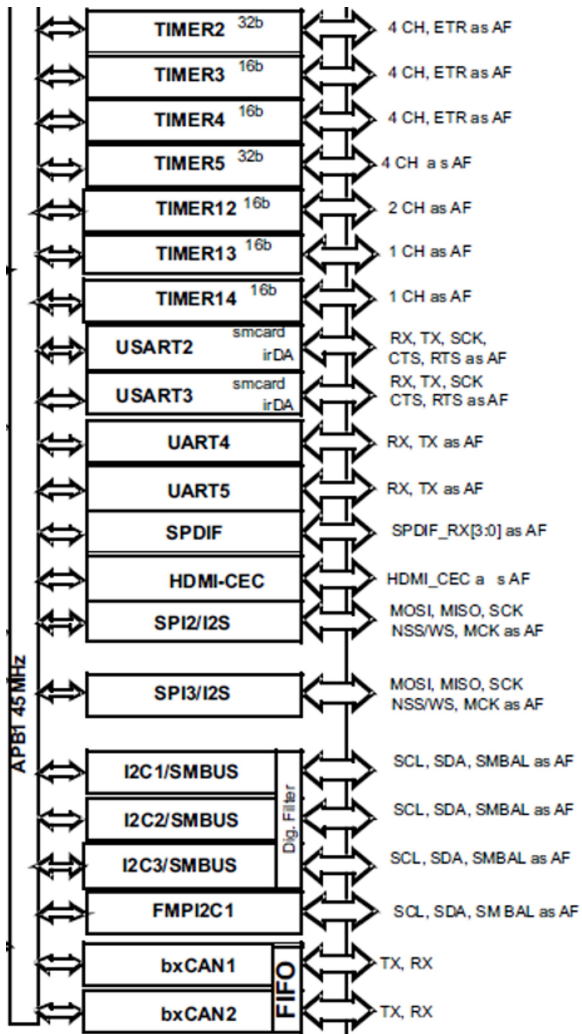 TIMER2 32b 4 CH, ETR as AF
TIMER3 16b 4 CH, ETR as AF
TIMER4 16b 4 CH, ETR as AF
TIMER5 32b 4 CH a s AF
TIMER12 16b 2 CH as AF
TIMER13 16b 1 CH as AF
TIMER14 16b 1 CH as AF
USART2 smcard irDA
RX, TX, SCK,
CTS, RTS as AF
USART3 smcard irDA
RX, TX, SCK
CTS, RTS as AF
UART4 RX, TX as AF
UART5 RX, TX as AF
SPDIF SPDIF_RX[3:0] as AF
HDMI-CEC HDMI_CEC a s AF
SPI2/I2S
MOSI, MISO, SCK
NSS/WS, MCK as AF
SPI3/I2S
MOSI, MISO, SCK
NSS/WS, MCK as AF
APB1 45 MHz
I2C1/SMBUS SCL, SDA, SMBAL as AF
I2C2/SMBUS SCL, SDA, SMBAL as AF
I2C3/SMBUS SCL, SDA, SMBAL as AF
Dig. Filter
FMPI2C1 SCL, SDA, SM BAL as AF
bxCAN1 TX, RX
bxCAN2 TX, RX
FIFO